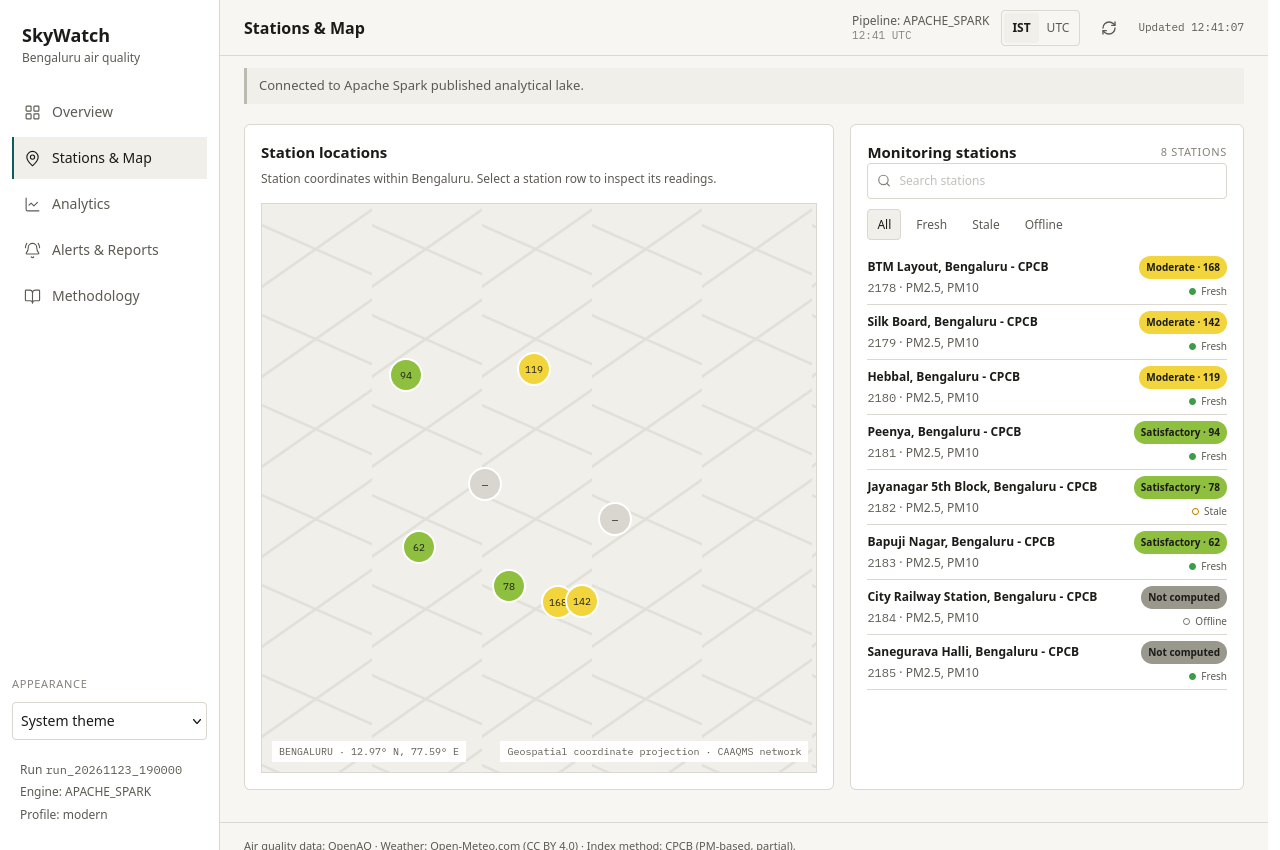 SkyWatch
Bengaluru air quality
Overview
Stations & Map
Analytics
Alerts & Reports
Methodology
APPEARANCE
System theme
Run run_20261123_190000
Engine: APACHE_SPARK
Profile: modern
Stations & Map
Pipeline: APACHE_SPARK
12:41 UTC
IST UTC
Updated 12:41:07
Connected to Apache Spark published analytical lake.
Station locations
Station coordinates within Bengaluru. Select a station row to inspect its readings.
94
119
–
–
62
78
168
142
BENGALURU · 12.97° N, 77.59° E
Geospatial coordinate projection · CAAQMS network
Monitoring stations
8 STATIONS
Search stations
All Fresh Stale Offline
BTM Layout, Bengaluru - CPCB
Moderate · 168
2178 · PM2.5, PM10
Fresh
Silk Board, Bengaluru - CPCB
Moderate · 142
2179 · PM2.5, PM10
Fresh
Hebbal, Bengaluru - CPCB
Moderate · 119
2180 · PM2.5, PM10
Fresh
Peenya, Bengaluru - CPCB
Satisfactory · 94
2181 · PM2.5, PM10
Fresh
Jayanagar 5th Block, Bengaluru - CPCB
Satisfactory · 78
2182 · PM2.5, PM10
Stale
Bapuji Nagar, Bengaluru - CPCB
Satisfactory · 62
2183 · PM2.5, PM10
Fresh
City Railway Station, Bengaluru - CPCB
Not computed
2184 · PM2.5, PM10
Offline
Sanegurava Halli, Bengaluru - CPCB
Not computed
2185 · PM2.5, PM10
Fresh
Air quality data: OpenAQ · Weather: Open-Meteo.com (CC BY 4.0) · Index method: CPCB (PM-based, partial).